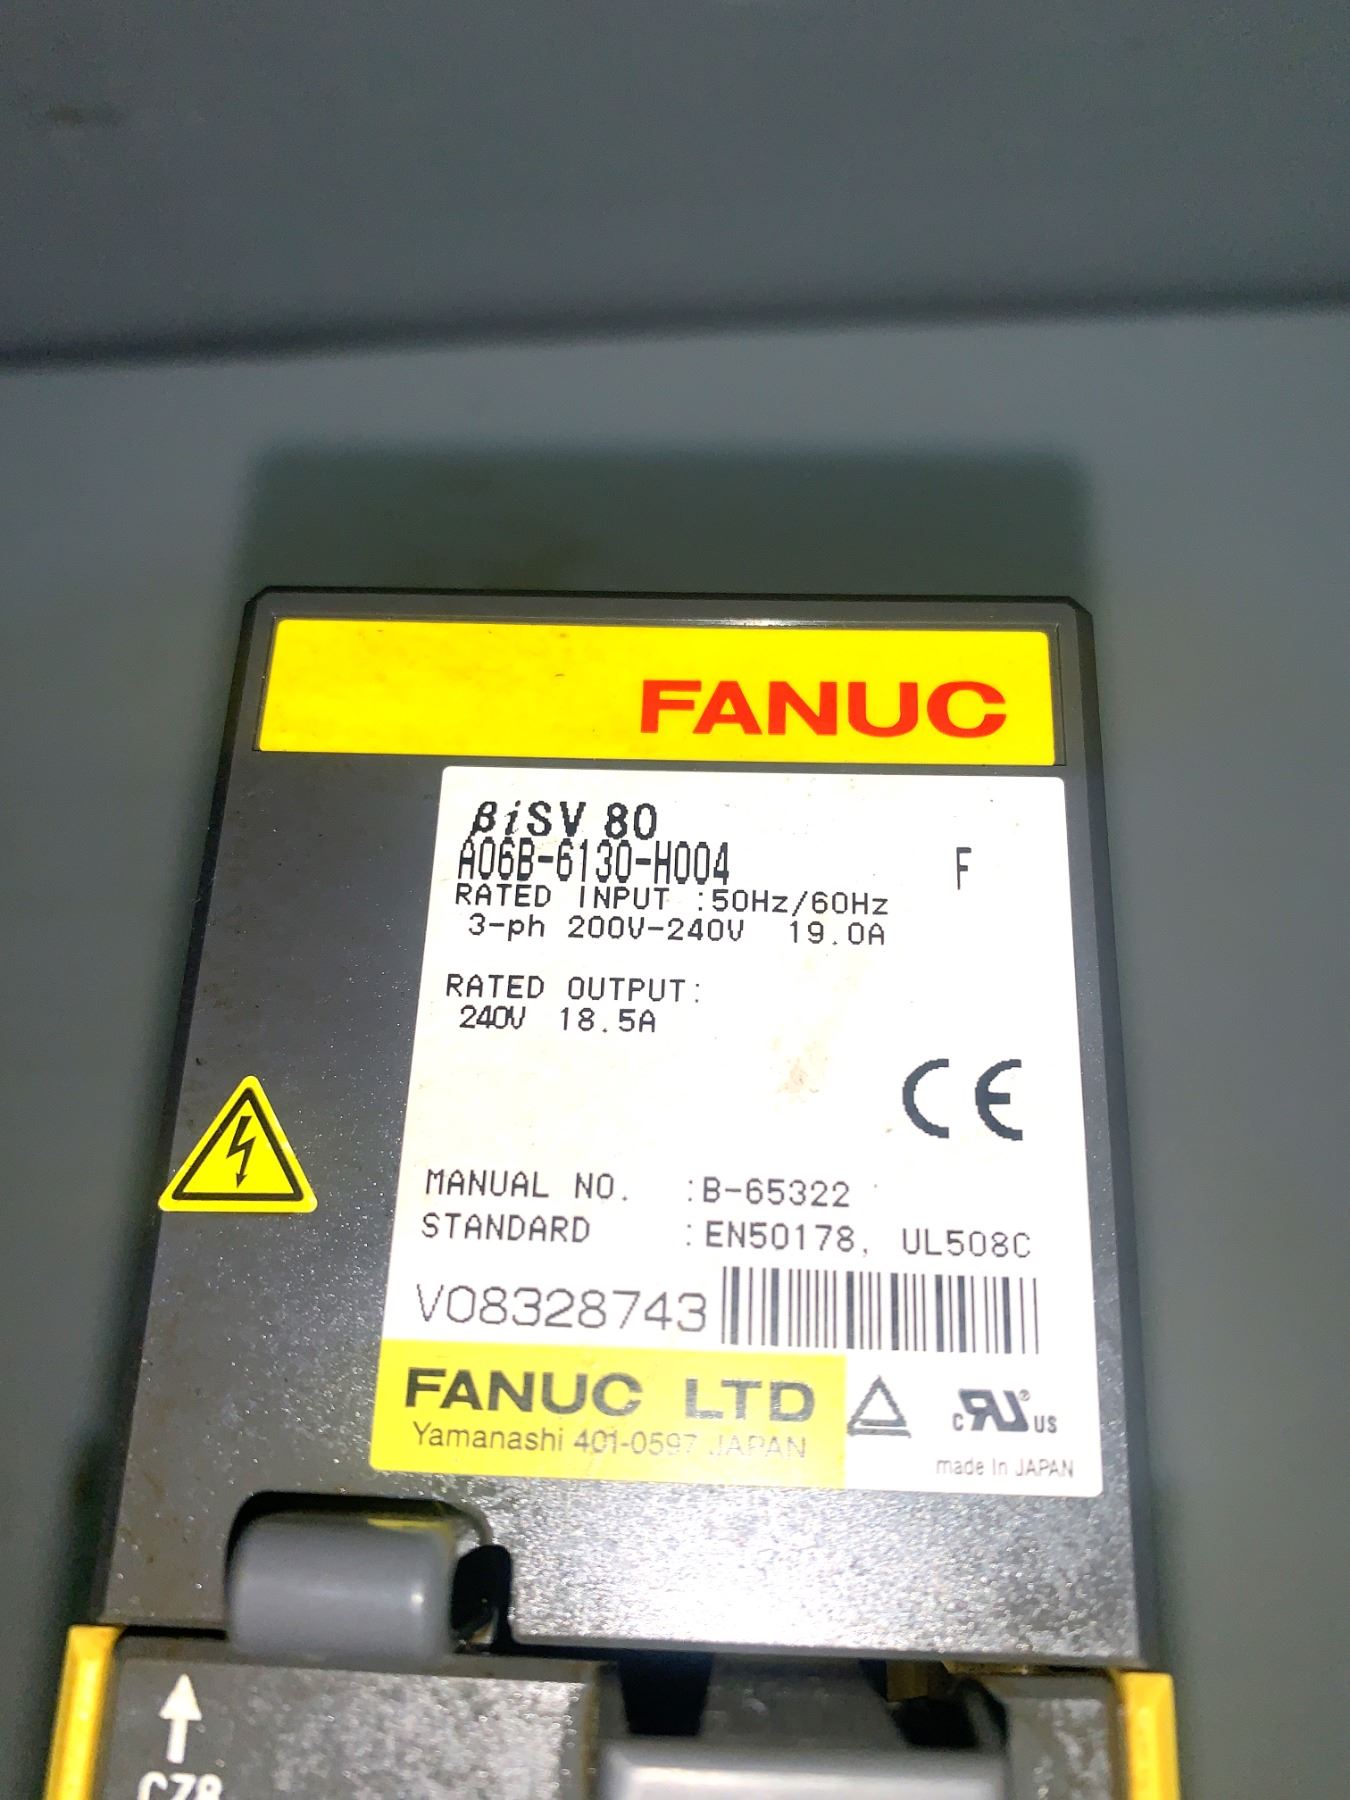 FANUC
βiSV 80
A06B-6130-H004 F
RATED INPUT :50Hz/60Hz
3-ph 200V-240V 19.0A
RATED OUTPUT:
240V 18.5A
CE
MANUAL NO. :B-65322
STANDARD :EN50178, UL508C
V08328743
FANUC LTD
Yamanashi 401-0597 JAPAN
c RU ® US
made in JAPAN
CZ8